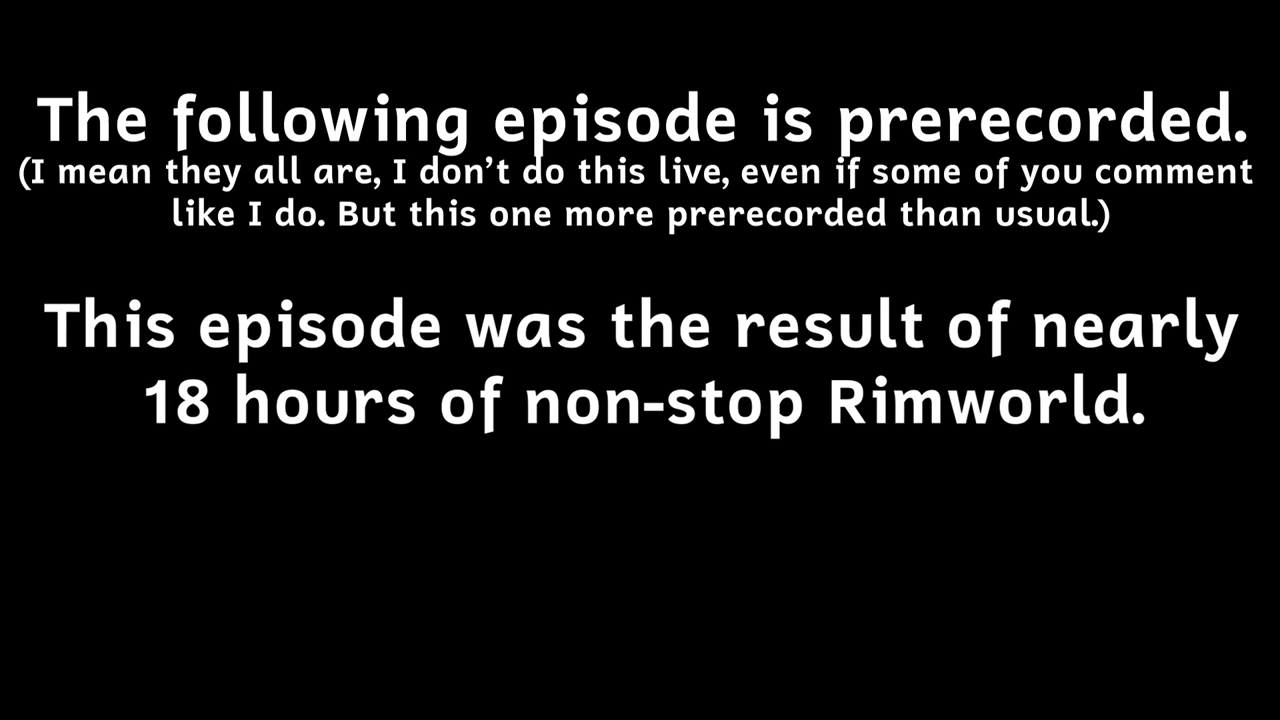 The following episode is prerecorded.
(I mean they all are, I don't do this live, even if some of you comment
like I do. But this one more prerecorded than usual.)
This episode was the result of nearly
18 hours of non-stop Rimworld.